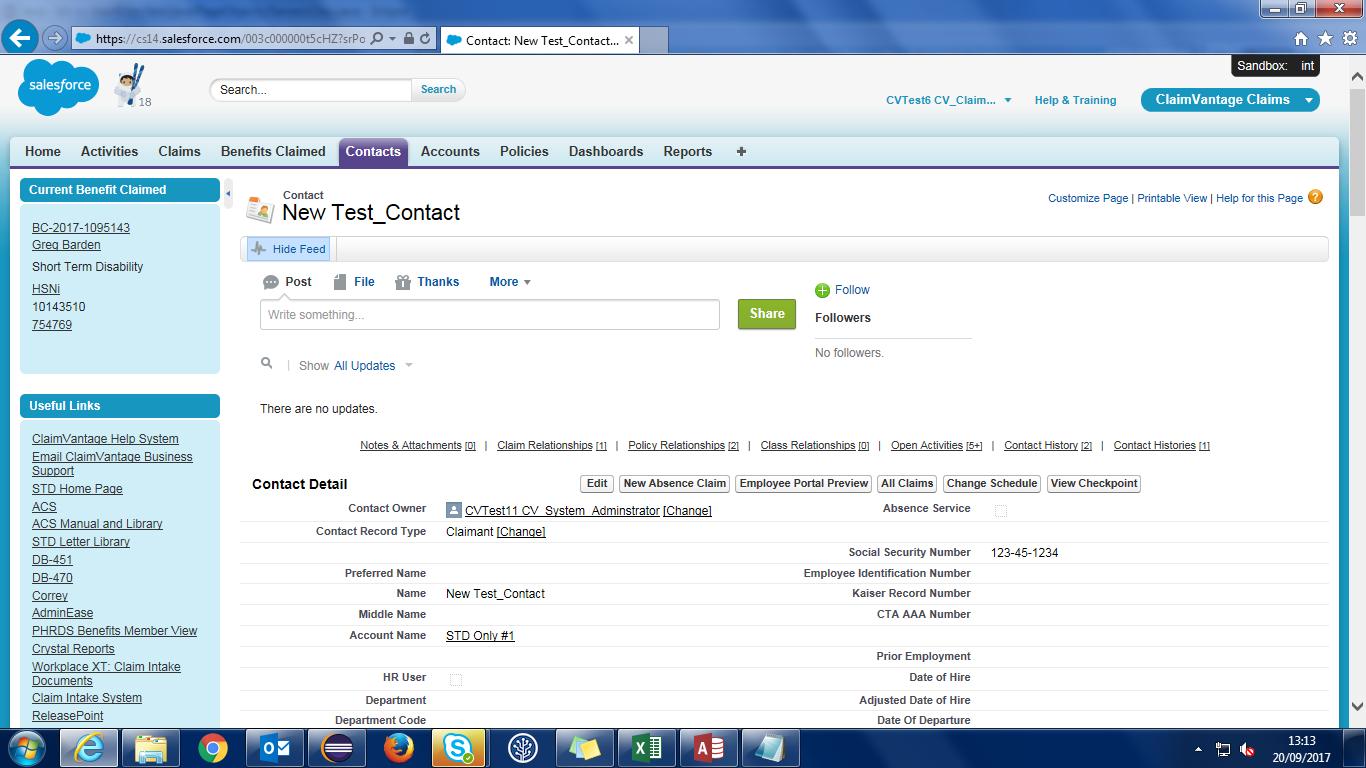 https://cs14.salesforce.com/003c000000t5cHZ?srPo
Contact: New Test_Contact...
Sandbox: int
salesforce
18
Search...
Search
CVTest6 CV_Claim...
Help & Training
ClaimVantage Claims
Home Activities Claims Benefits Claimed Contacts Accounts Policies Dashboards Reports +
Current Benefit Claimed
BC-2017-1095143
Greg Barden
Short Term Disability
HSNi
10143510
754769
Useful Links
ClaimVantage Help System
Email ClaimVantage Business
Support
STD Home Page
ACS
ACS Manual and Library
STD Letter Library
DB-451
DB-470
Correy
AdminEase
PHRDS Benefits Member View
Crystal Reports
Workplace XT: Claim Intake
Documents
Claim Intake System
ReleasePoint
Contact
New Test_Contact
Customize Page | Printable View | Help for this Page
Hide Feed
Post File Thanks More
Write something...
Share
Follow
Followers
No followers.
Show All Updates
There are no updates.
Notes & Attachments [0] | Claim Relationships [1] | Policy Relationships [2] | Class Relationships [0] | Open Activities [5+] | Contact History [2] | Contact Histories [1]
Contact Detail
Edit New Absence Claim Employee Portal Preview All Claims Change Schedule View Checkpoint
Contact Owner CVTest11 CV_System_Adminstrator [Change] Absence Service
Contact Record Type Claimant [Change]
Social Security Number 123-45-1234
Preferred Name Employee Identification Number
Name New Test_Contact Kaiser Record Number
Middle Name CTA AAA Number
Account Name STD Only #1
Prior Employment
HR User Date of Hire
Department Adjusted Date of Hire
Department Code Date Of Departure
13:13
20/09/2017